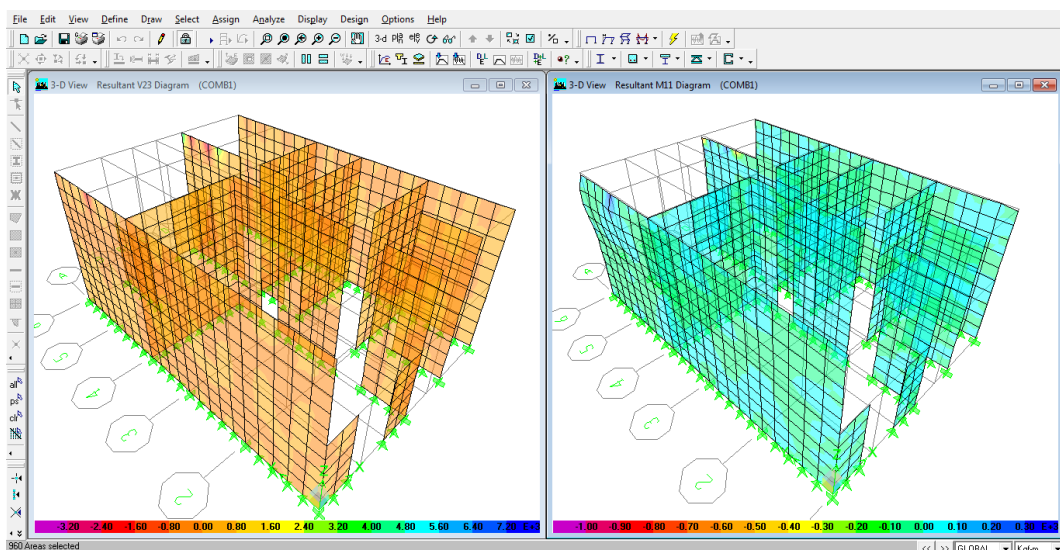 File Edit View Define Draw Select Assign Analyze Display Design Options Help
3-d
3-D View Resultant V23 Diagram (COMB1)
3-D View Resultant M11 Diagram (COMB1)
all
ps
clr
-3.20 -2.40 -1.60 -0.80 0.00 0.80 1.60 2.40 3.20 4.00 4.80 5.60 6.40 7.20
-1.00 -0.90 -0.80 -0.70 -0.60 -0.50 -0.40 -0.30 -0.20 -0.10 0.00 0.10 0.20 0.30
960 Areas selected
<< >> GLOBAL Kgf-m